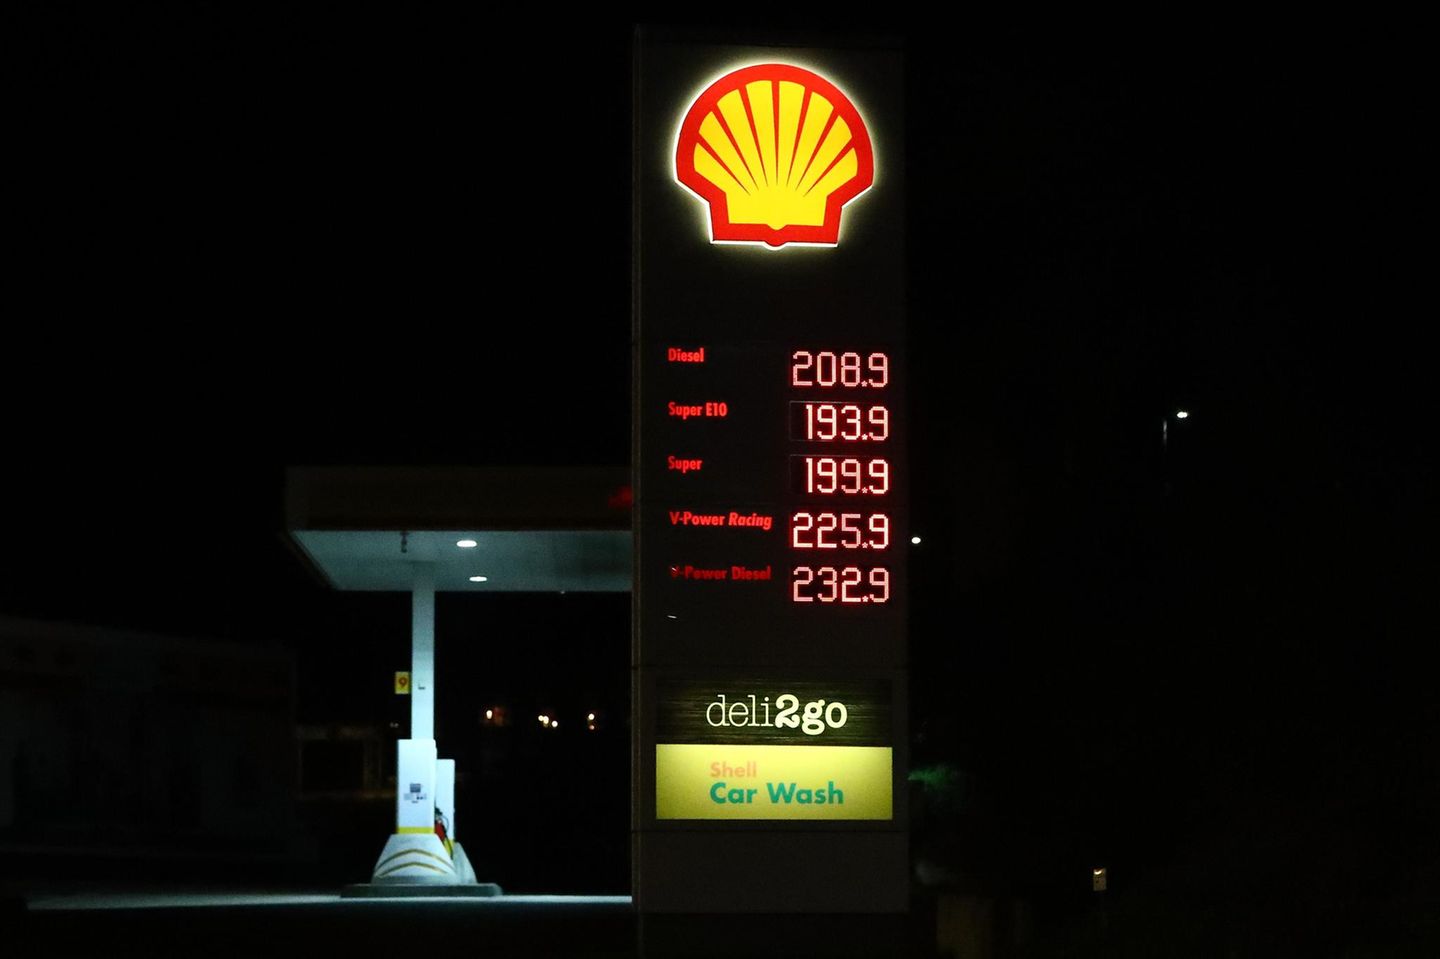 Diesel 208.9
Super E10 193.9
Super 199.9
V-Power Racing 225.9
V-Power Diesel 232.9
9
deli2go
Shell
Car Wash